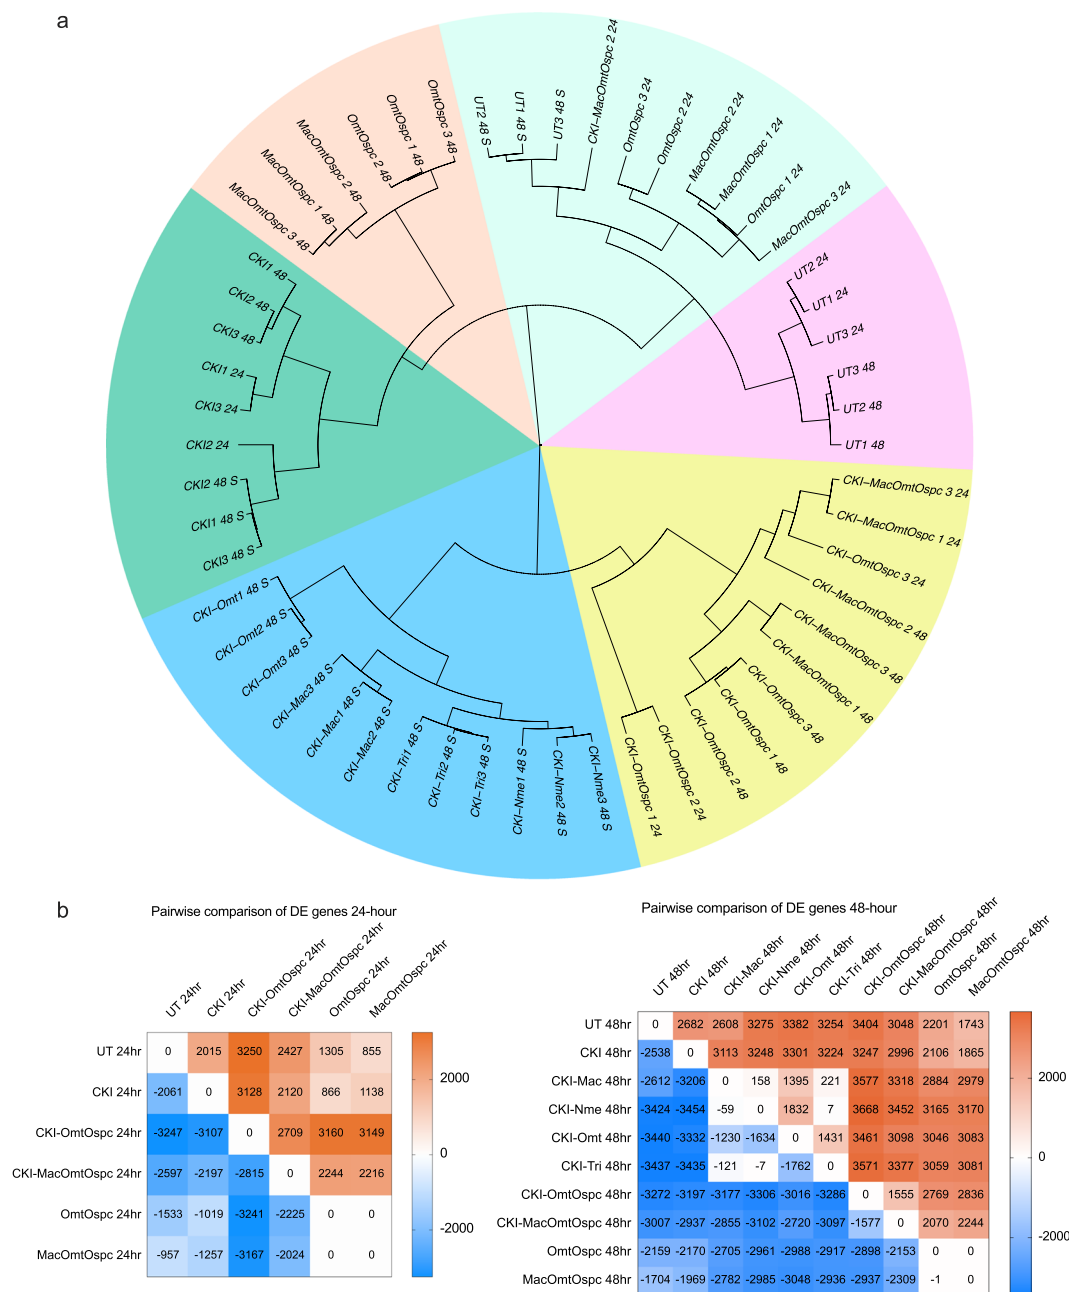 a
UT2 48 S
UT1 48 S
UT3 48 S
CKI−MacOmtOspc 2 24
OmtOspc 3 24
OmtOspc 2 24
MacOmtOspc 2 24
MacOmtOspc 1 24
OmtOspc 1 24
MacOmtOspc 3 24
UT2 24
UT1 24
UT3 24
UT3 48
UT2 48
UT1 48
CKI−MacOmtOspc 3 24
CKI−MacOmtOspc 1 24
CKI−OmtOspc 3 24
CKI−MacOmtOspc 2 48
CKI−MacOmtOspc 3 48
CKI−MacOmtOspc 1 48
CKI−OmtOspc 3 48
CKI−OmtOspc 1 48
CKI−OmtOspc 2 48
CKI−OmtOspc 2 24
CKI−OmtOspc 1 24
CKI−Nme3 48 S
CKI−Nme2 48 S
CKI−Nme1 48 S
CKI−Tri3 48 S
CKI−Tri2 48 S
CKI−Tri1 48 S
CKI−Mac2 48 S
CKI−Mac1 48 S
CKI−Mac3 48 S
CKI−Omt3 48 S
CKI−Omt2 48 S
CKI−Omt1 48 S
CKI3 48 S
CKI1 48 S
CKI2 48 S
CKI2 24
CKI3 24
CKI1 24
CKI3 48
CKI2 48
CKI1 48
MacOmtOspc 3 48
MacOmtOspc 1 48
MacOmtOspc 2 48
OmtOspc 2 48
OmtOspc 1 48
OmtOspc 3 48
b
Pairwise comparison of DE genes 24-hour
UT 24hr
CKI 24hr
CKI-OmtOspc 24hr
CKI-MacOmtOspc 24hr
OmtOspc 24hr
MacOmtOspc 24hr
UT 24hr 0 2015 3250 2427 1305 855
CKI 24hr -2061 0 3128 2120 866 1138
CKI-OmtOspc 24hr -3247 -3107 0 2709 3160 3149
CKI-MacOmtOspc 24hr -2597 -2197 -2815 0 2244 2216
OmtOspc 24hr -1533 -1019 -3241 -2225 0 0
MacOmtOspc 24hr -957 -1257 -3167 -2024 0 0
2000
0
-2000
Pairwise comparison of DE genes 48-hour
UT 48hr
CKI 48hr
CKI-Mac 48hr
CKI-Nme 48hr
CKI-Omt 48hr
CKI-Tri 48hr
CKI-OmtOspc 48hr
CKI-MacOmtOspc 48hr
OmtOspc 48hr
MacOmtOspc 48hr
UT 48hr 0 2682 2608 3275 3382 3254 3404 3048 2201 1743
CKI 48hr -2538 0 3113 3248 3301 3224 3247 2996 2106 1865
CKI-Mac 48hr -2612 -3206 0 158 1395 221 3577 3318 2884 2979
CKI-Nme 48hr -3424 -3454 -59 0 1832 7 3668 3452 3165 3170
CKI-Omt 48hr -3440 -3332 -1230 -1634 0 1431 3461 3098 3046 3083
CKI-Tri 48hr -3437 -3435 -121 -7 -1762 0 3571 3377 3059 3081
CKI-OmtOspc 48hr -3272 -3197 -3177 -3306 -3016 -3286 0 1555 2769 2836
CKI-MacOmtOspc 48hr -3007 -2937 -2855 -3102 -2720 -3097 -1577 0 2070 2244
OmtOspc 48hr -2159 -2170 -2705 -2961 -2988 -2917 -2898 -2153 0 0
MacOmtOspc 48hr -1704 -1969 -2782 -2985 -3048 -2936 -2937 -2309 -1 0
2000
0
-2000